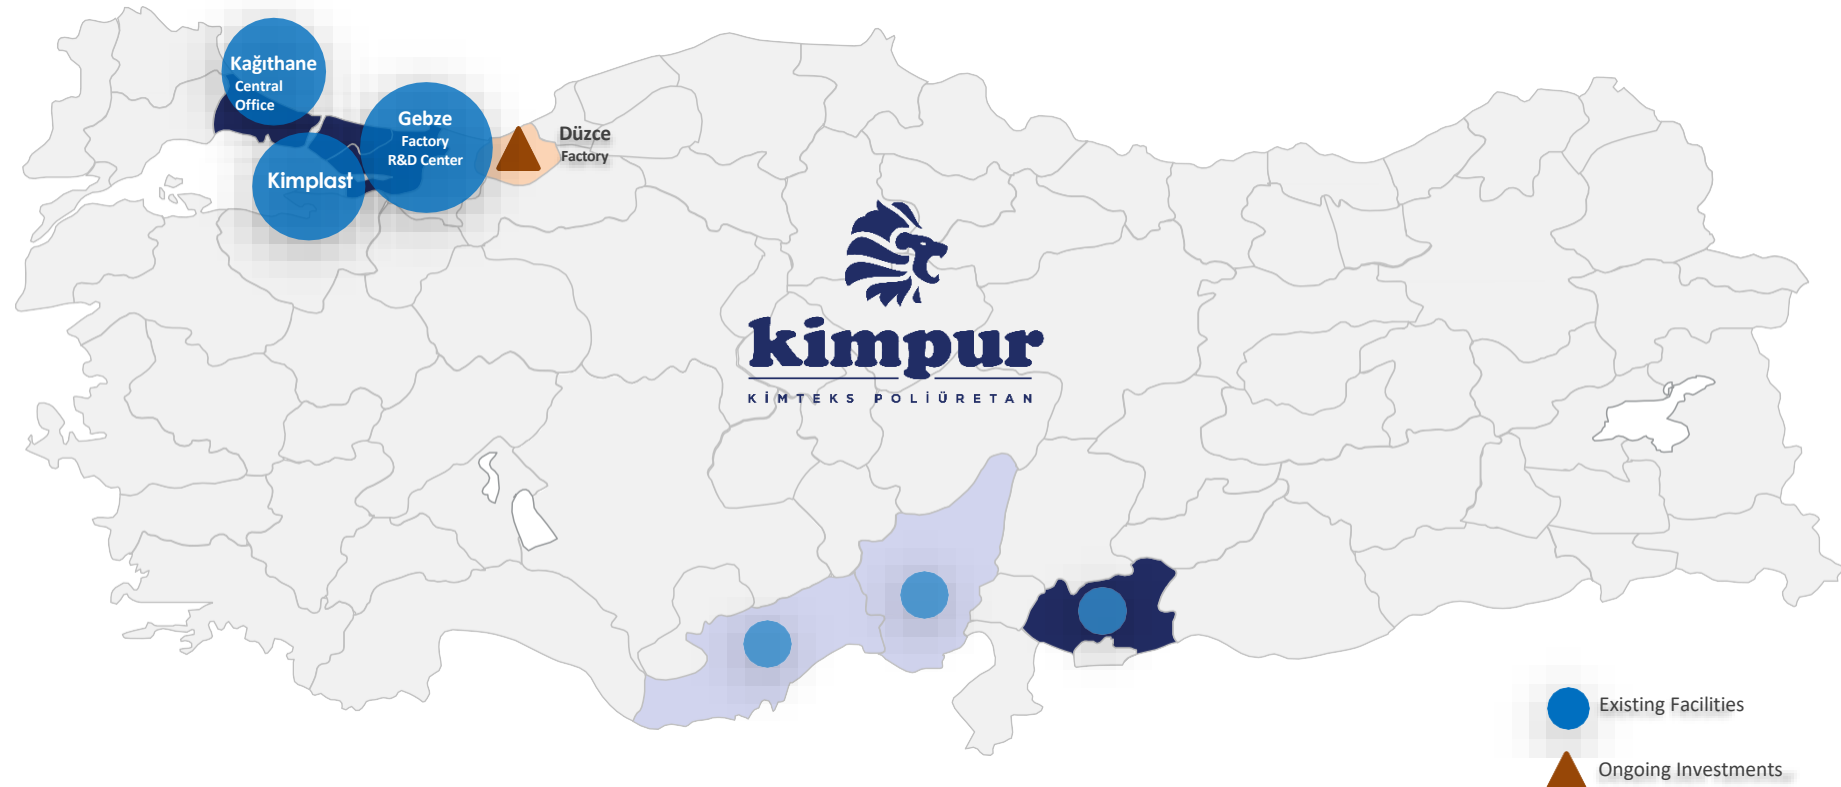 Kağıthane
Central
Office
Gebze
Factory
R&D Center
Kimplast
Düzce
Factory
kimpur
KİMTEKS POLİÜRETAN
Existing Facilities
Ongoing Investments